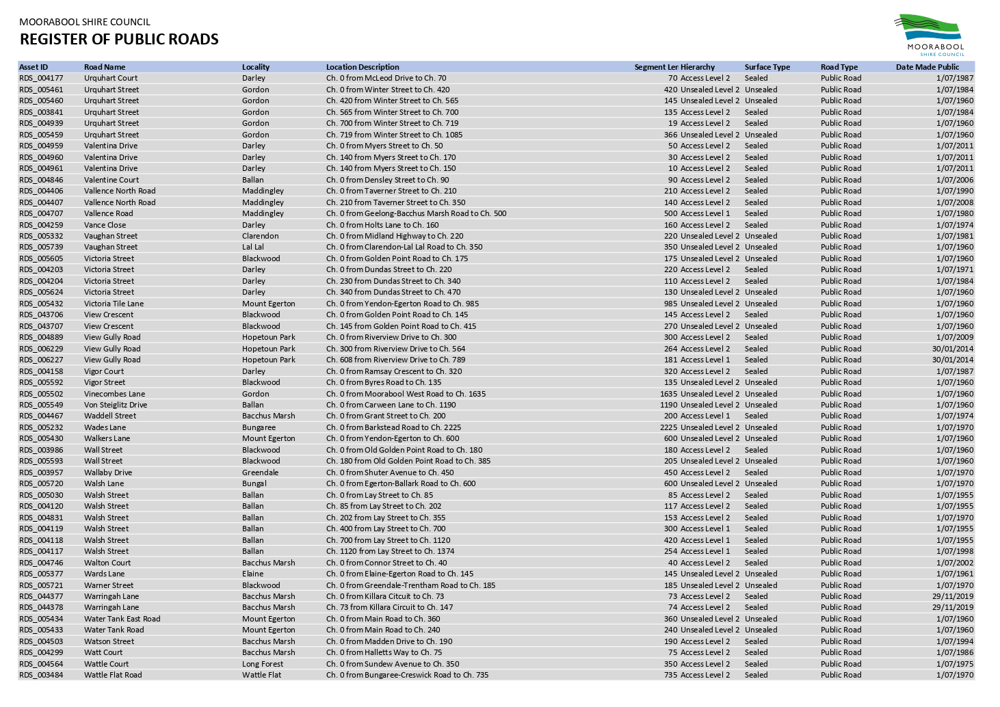 MOORABOOL SHIRE COUNCIL
REGISTER OF PUBLIC ROADS
MOORABOOL
SHIRE COUNCIL
Asset ID Road Name Locality Location Description Segment Len Hierarchy Surface Type Road Type Date Made Public
RDS_004177 Urquhart Court Darley Ch. 0 from McLeod Drive to Ch. 70 70 Access Level 2 Sealed Public Road 1/07/1987
RDS_005461 Urquhart Street Gordon Ch. 0 from Winter Street to Ch. 420 420 Unsealed Level 2 Unsealed Public Road 1/07/1984
RDS_005460 Urquhart Street Gordon Ch. 420 from Winter Street to Ch. 565 145 Unsealed Level 2 Unsealed Public Road 1/07/1960
RDS_003841 Urquhart Street Gordon Ch. 565 from Winter Street to Ch. 700 135 Access Level 2 Sealed Public Road 1/07/1984
RDS_004939 Urquhart Street Gordon Ch. 700 from Winter Street to Ch. 719 19 Access Level 2 Sealed Public Road 1/07/1960
RDS_005459 Urquhart Street Gordon Ch. 719 from Winter Street to Ch. 1085 366 Unsealed Level 2 Unsealed Public Road 1/07/1960
RDS_004959 Valentina Drive Darley Ch. 0 from Myers Street to Ch. 50 50 Access Level 2 Sealed Public Road 1/07/2011
RDS_004960 Valentina Drive Darley Ch. 140 from Myers Street to Ch. 170 30 Access Level 2 Sealed Public Road 1/07/2011
RDS_004961 Valentina Drive Darley Ch. 140 from Myers Street to Ch. 150 10 Access Level 2 Sealed Public Road 1/07/2011
RDS_004846 Valentine Court Ballan Ch. 0 from Densley Street to Ch. 90 90 Access Level 2 Sealed Public Road 1/07/2006
RDS_004406 Vallence North Road Maddingley Ch. 0 from Taverner Street to Ch. 210 210 Access Level 2 Sealed Public Road 1/07/1990
RDS_004407 Vallence North Road Maddingley Ch. 210 from Taverner Street to Ch. 350 140 Access Level 2 Sealed Public Road 1/07/2008
RDS_004707 Vallence Road Maddingley Ch. 0 from Geelong-Bacchus Marsh Road to Ch. 500 500 Access Level 1 Sealed Public Road 1/07/1980
RDS_004259 Vance Close Darley Ch. 0 from Holts Lane to Ch. 160 160 Access Level 2 Sealed Public Road 1/07/1974
RDS_005332 Vaughan Street Clarendon Ch. 0 from Midland Highway to Ch. 220 220 Unsealed Level 2 Unsealed Public Road 1/07/1981
RDS_005739 Vaughan Street Lal Lal Ch. 0 from Clarendon-Lal Lal Road to Ch. 350 350 Unsealed Level 2 Unsealed Public Road 1/07/1960
RDS_005605 Victoria Street Blackwood Ch. 0 from Golden Point Road to Ch. 175 175 Unsealed Level 2 Unsealed Public Road 1/07/1960
RDS_004203 Victoria Street Darley Ch. 0 from Dundas Street to Ch. 220 220 Access Level 2 Sealed Public Road 1/07/1971
RDS_004204 Victoria Street Darley Ch. 230 from Dundas Street to Ch. 340 110 Access Level 2 Sealed Public Road 1/07/1984
RDS_005624 Victoria Street Darley Ch. 340 from Dundas Street to Ch. 470 130 Unsealed Level 2 Unsealed Public Road 1/07/1960
RDS_005432 Victoria Tile Lane Mount Egerton Ch. 0 from Yendon-Egerton Road to Ch. 985 985 Unsealed Level 2 Unsealed Public Road 1/07/1960
RDS_043706 View Crescent Blackwood Ch. 0 from Golden Point Road to Ch. 145 145 Access Level 2 Sealed Public Road 1/07/1960
RDS_043707 View Crescent Blackwood Ch. 145 from Golden Point Road to Ch. 415 270 Unsealed Level 2 Unsealed Public Road 1/07/1960
RDS_004889 View Gully Road Hopetoun Park Ch. 0 from Riverview Drive to Ch. 300 300 Access Level 2 Sealed Public Road 1/07/2009
RDS_006229 View Gully Road Hopetoun Park Ch. 300 from Riverview Drive to Ch. 564 264 Access Level 2 Sealed Public Road 30/01/2014
RDS_006227 View Gully Road Hopetoun Park Ch. 608 from Riverview Drive to Ch. 789 181 Access Level 1 Sealed Public Road 30/01/2014
RDS_004158 Vigor Court Darley Ch. 0 from Ramsay Crescent to Ch. 320 320 Access Level 2 Sealed Public Road 1/07/1987
RDS_005592 Vigor Street Blackwood Ch. 0 from Byres Road to Ch. 135 135 Unsealed Level 2 Unsealed Public Road 1/07/1960
RDS_005502 Vinecombes Lane Gordon Ch. 0 from Moorabool West Road to Ch. 1635 1635 Unsealed Level 2 Unsealed Public Road 1/07/1960
RDS_005549 Von Steiglitz Drive Ballan Ch. 0 from Carween Lane to Ch. 1190 1190 Unsealed Level 2 Unsealed Public Road 1/07/1960
RDS_004467 Waddell Street Bacchus Marsh Ch. 0 from Grant Street to Ch. 200 200 Access Level 1 Sealed Public Road 1/07/1974
RDS_005232 Wades Lane Bungaree Ch. 0 from Barkstead Road to Ch. 2225 2225 Unsealed Level 2 Unsealed Public Road 1/07/1970
RDS_005430 Walkers Lane Mount Egerton Ch. 0 from Yendon-Egerton to Ch. 600 600 Unsealed Level 2 Unsealed Public Road 1/07/1960
RDS_003986 Wall Street Blackwood Ch. 0 from Old Golden Point Road to Ch. 180 180 Access Level 2 Sealed Public Road 1/07/1960
RDS_005593 Wall Street Blackwood Ch. 180 from Old Golden Point Road to Ch. 385 205 Unsealed Level 2 Unsealed Public Road 1/07/1960
RDS_003957 Wallaby Drive Greendale Ch. 0 from Shuter Avenue to Ch. 450 450 Access Level 2 Sealed Public Road 1/07/1970
RDS_005720 Walsh Lane Bungal Ch. 0 from Egerton-Ballark Road to Ch. 600 600 Unsealed Level 2 Unsealed Public Road 1/07/1970
RDS_005030 Walsh Street Ballan Ch. 0 from Lay Street to Ch. 85 85 Access Level 2 Sealed Public Road 1/07/1955
RDS_004120 Walsh Street Ballan Ch. 85 from Lay Street to Ch. 202 117 Access Level 2 Sealed Public Road 1/07/1955
RDS_004831 Walsh Street Ballan Ch. 202 from Lay Street to Ch. 355 153 Access Level 2 Sealed Public Road 1/07/1970
RDS_004119 Walsh Street Ballan Ch. 400 from Lay Street to Ch. 700 300 Access Level 1 Sealed Public Road 1/07/1955
RDS_004118 Walsh Street Ballan Ch. 700 from Lay Street to Ch. 1120 420 Access Level 1 Sealed Public Road 1/07/1955
RDS_004117 Walsh Street Ballan Ch. 1120 from Lay Street to Ch. 1374 254 Access Level 1 Sealed Public Road 1/07/1998
RDS_004746 Walton Court Bacchus Marsh Ch. 0 from Connor Street to Ch. 40 40 Access Level 2 Sealed Public Road 1/07/2002
RDS_005377 Wards Lane Elaine Ch. 0 from Elaine-Egerton Road to Ch. 145 145 Unsealed Level 2 Unsealed Public Road 1/07/1961
RDS_005721 Warner Street Blackwood Ch. 0 from Greendale-Trentham Road to Ch. 185 185 Unsealed Level 2 Unsealed Public Road 1/07/1970
RDS_044377 Warringah Lane Bacchus Marsh Ch. 0 from Killara Citcuit to Ch. 73 73 Access Level 2 Sealed Public Road 29/11/2019
RDS_044378 Warringah Lane Bacchus Marsh Ch. 73 from Killara Circuit to Ch. 147 74 Access Level 2 Sealed Public Road 29/11/2019
RDS_005434 Water Tank East Road Mount Egerton Ch. 0 from Main Road to Ch. 360 360 Unsealed Level 2 Unsealed Public Road 1/07/1960
RDS_005433 Water Tank Road Mount Egerton Ch. 0 from Main Road to Ch. 240 240 Unsealed Level 2 Unsealed Public Road 1/07/1960
RDS_004503 Watson Street Bacchus Marsh Ch. 0 from Madden Drive to Ch. 190 190 Access Level 2 Sealed Public Road 1/07/1994
RDS_004299 Watt Court Bacchus Marsh Ch. 0 from Halletts Way to Ch. 75 75 Access Level 2 Sealed Public Road 1/07/1986
RDS_004564 Wattle Court Long Forest Ch. 0 from Sundew Avenue to Ch. 350 350 Access Level 2 Sealed Public Road 1/07/1975
RDS_003484 Wattle Flat Road Wattle Flat Ch. 0 from Bungaree-Creswick Road to Ch. 735 735 Access Level 2 Sealed Public Road 1/07/1970